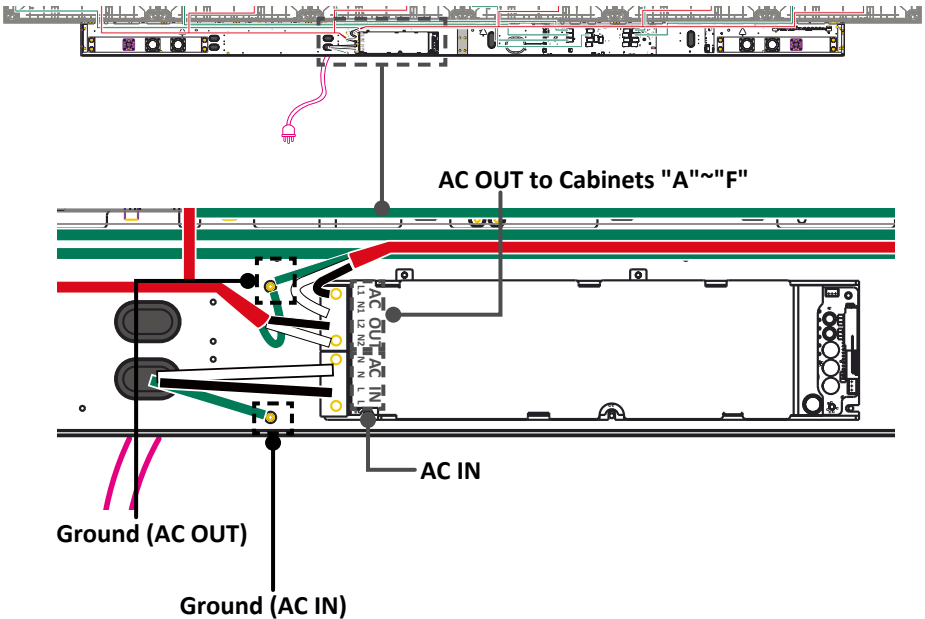 AC OUT to Cabinets "A"~"F"
AC OUT
L1 N1 L2 N2
AC IN
N N L
AC IN
Ground (AC OUT)
Ground (AC IN)